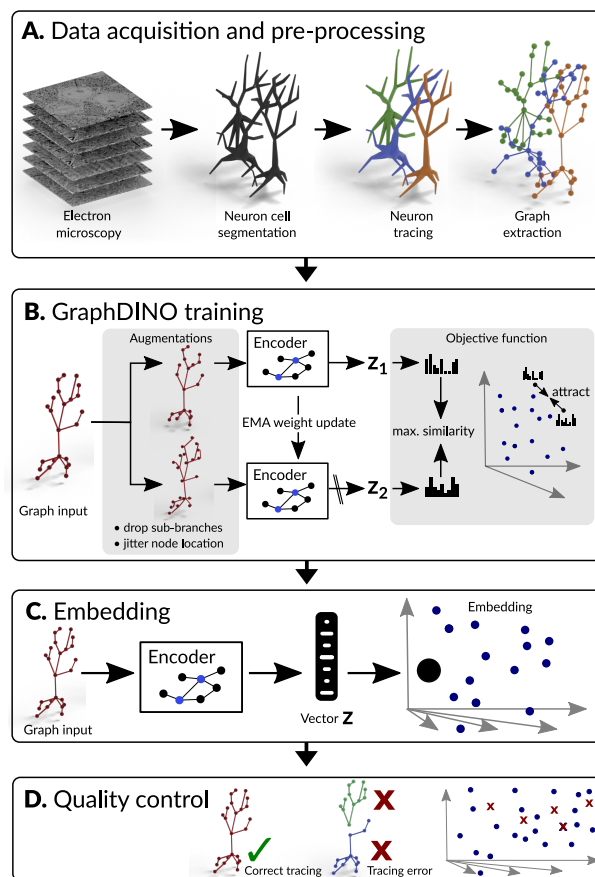 A. Data acquisition and pre-processing
Electron
microscopy
Neuron cell
segmentation
Neuron
tracing
Graph
extraction
B. GraphDINO training
Augmentations
Encoder
Objective function
Z1
attract
EMA weight update
max. similarity
Encoder
Z2
Graph input
• drop sub-branches
• jitter node location
C. Embedding
Embedding
Encoder
Vector Z
Graph input
D. Quality control
X
X
X
X
X
X
Correct tracing
Tracing error